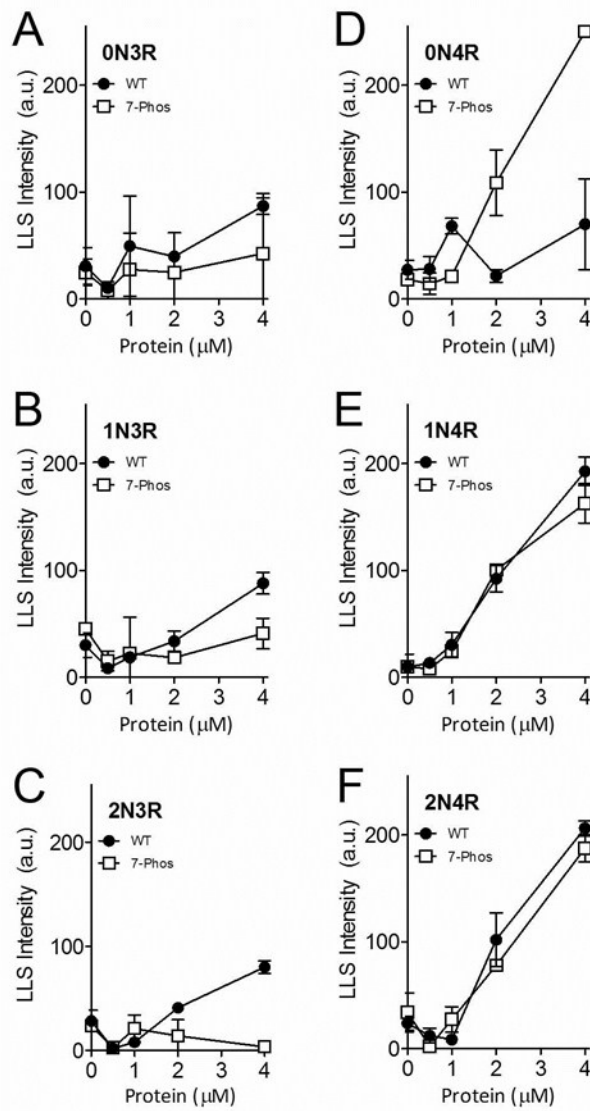 A
0N3R
WT
7-Phos
LLS Intensity (a.u.)
200
100
0
0 1 2 3 4
Protein (μM)
D
0N4R
WT
7-Phos
LLS Intensity (a.u.)
200
100
0
0 1 2 3 4
Protein (μM)
B
1N3R
WT
7-Phos
LLS Intensity (a.u.)
200
100
0
0 1 2 3 4
Protein (μM)
E
1N4R
WT
7-Phos
LLS Intensity (a.u.)
200
100
0
0 1 2 3 4
Protein (μM)
C
2N3R
WT
7-Phos
LLS Intensity (a.u.)
200
100
0
0 1 2 3 4
Protein (μM)
F
2N4R
WT
7-Phos
LLS Intensity (a.u.)
200
100
0
0 1 2 3 4
Protein (μM)